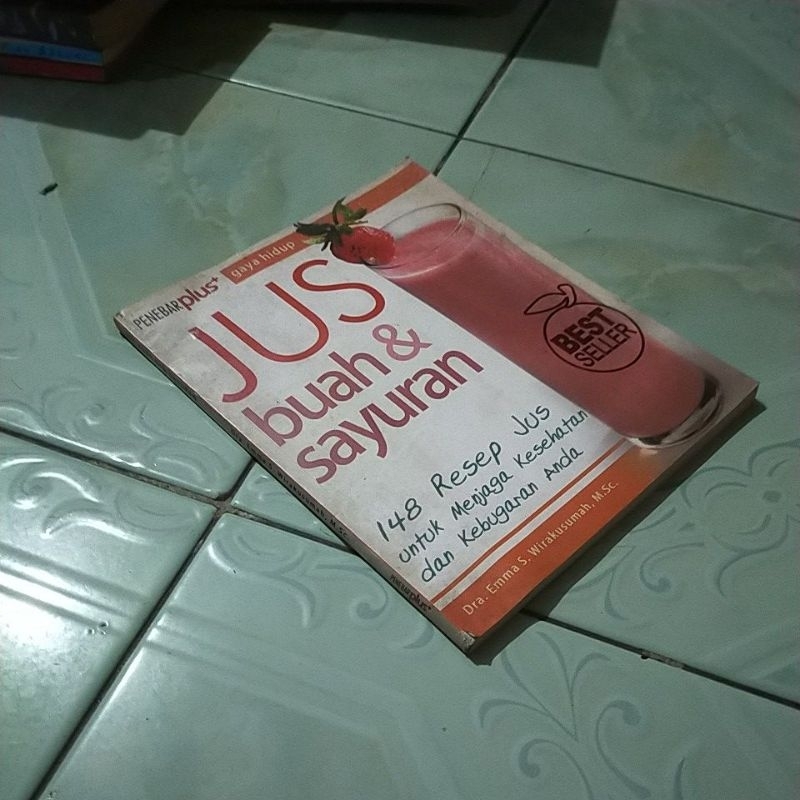 PENEBARplus+
gaya hidup
JUS
buah &
sayuran
BEST
SELLER
148 Resep Jus
untuk Menjaga Kesehatan
dan Kebugaran Anda
Dra. Emma S. Wirakusumah, M.Sc.